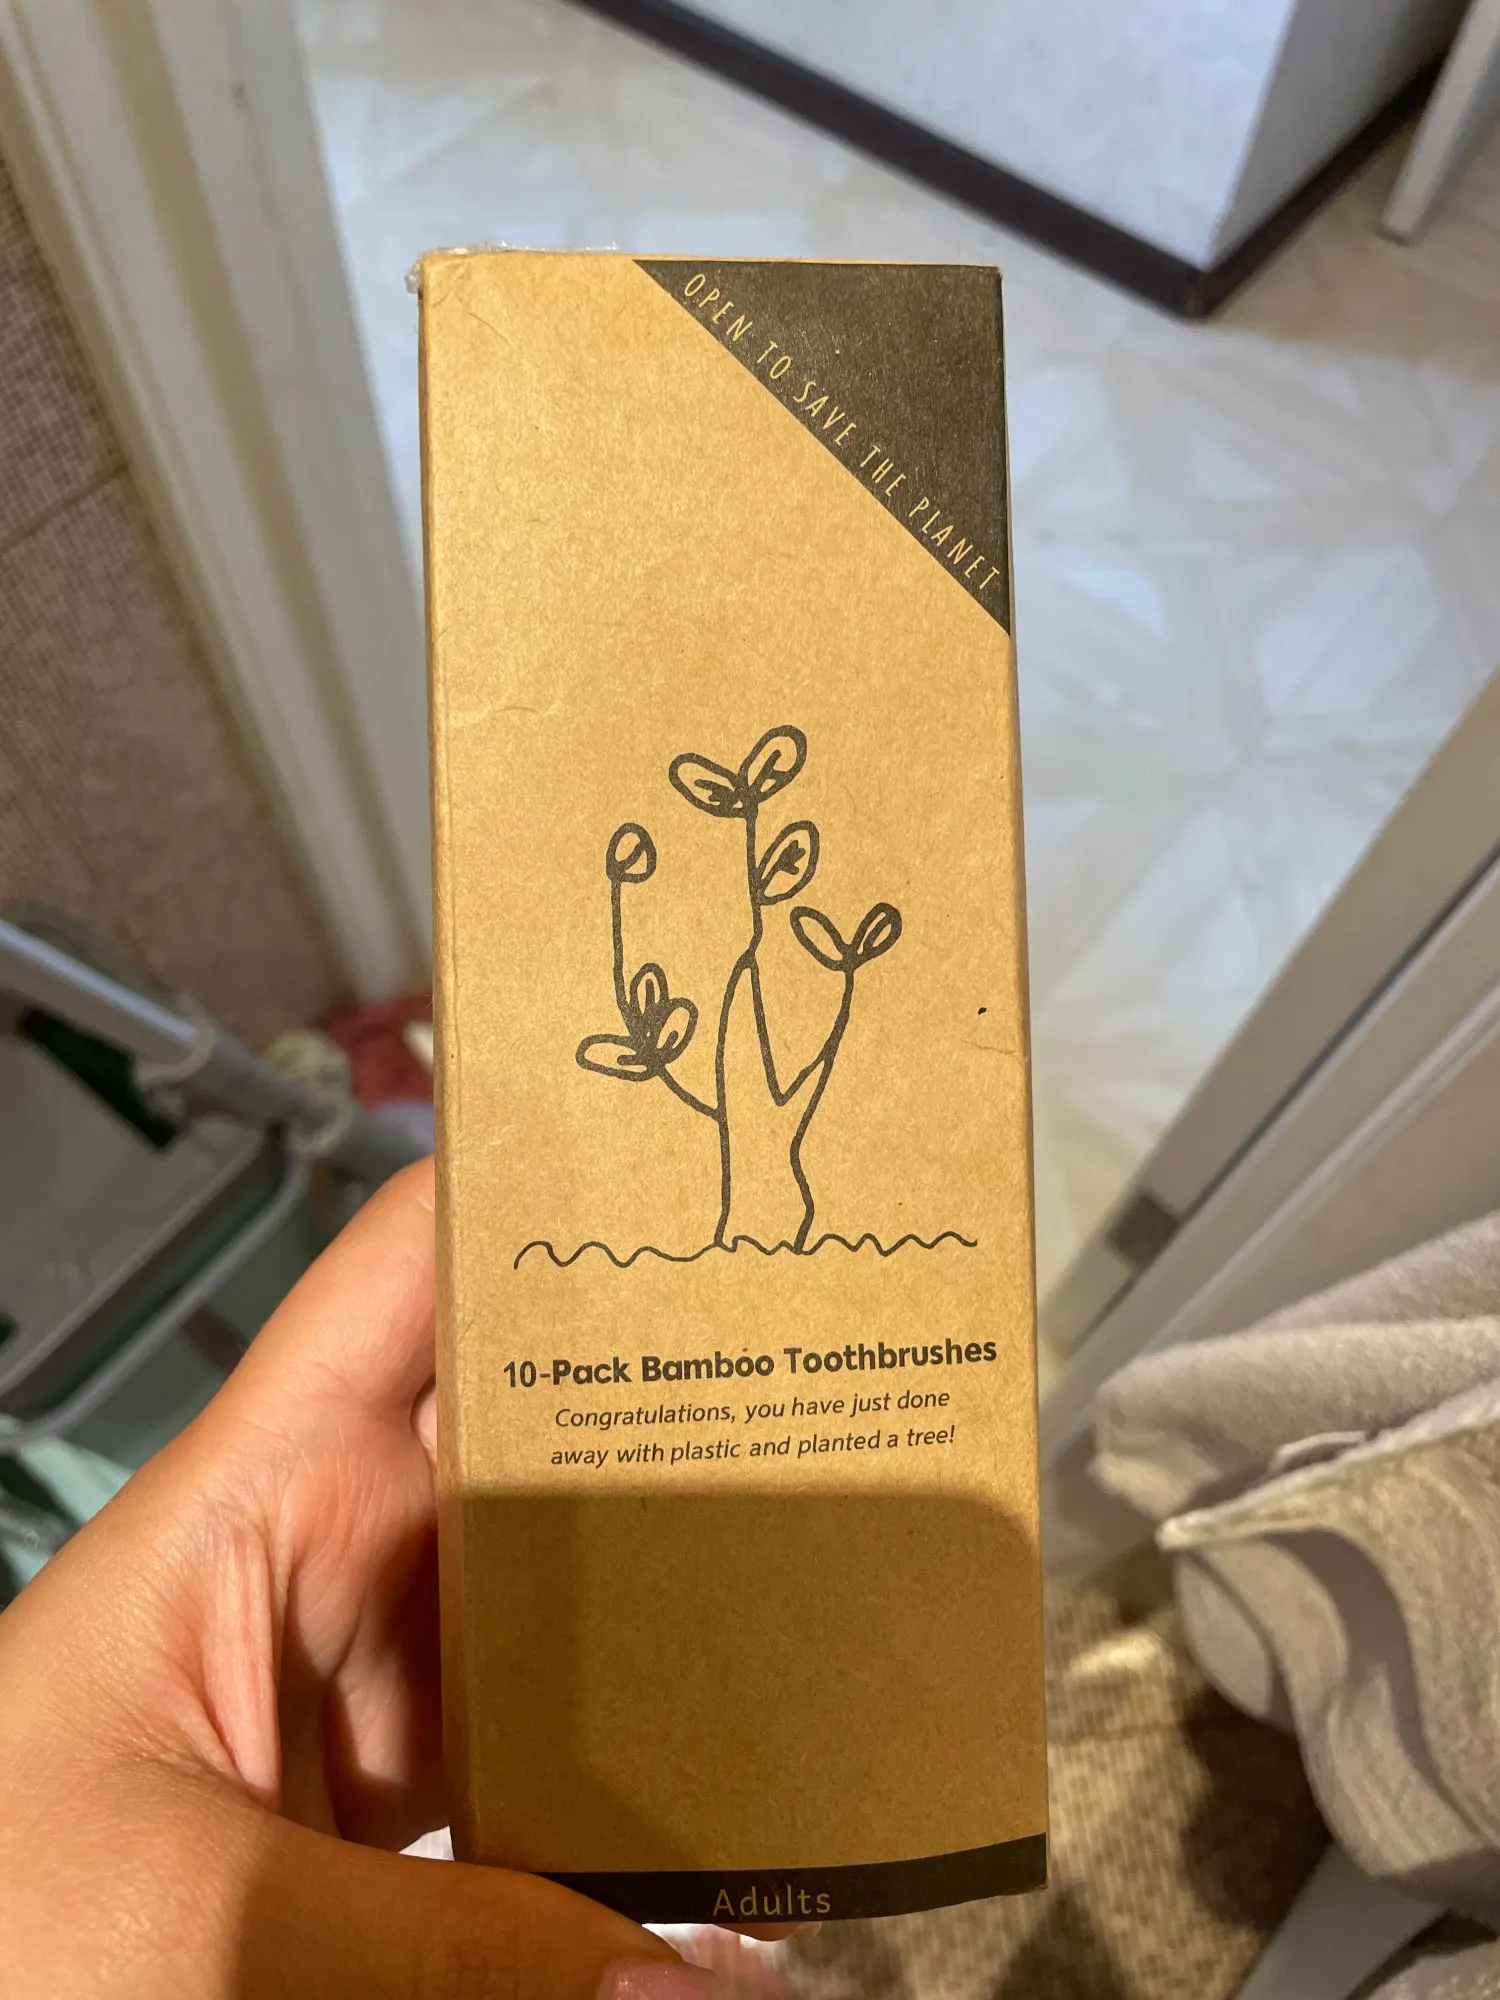 OPEN TO SAVE THE PLANET
10-Pack Bamboo Toothbrushes
Congratulations, you have just done
away with plastic and planted a tree!
Adults